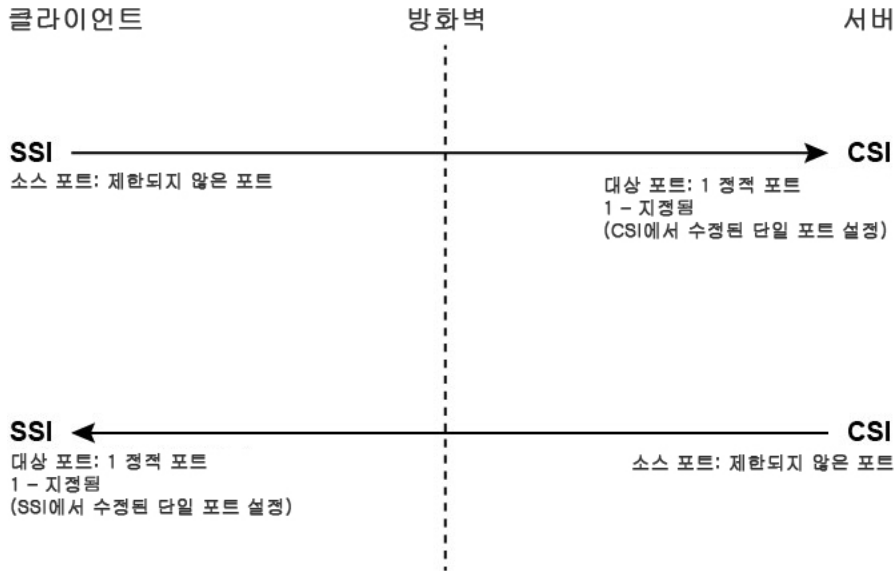 클라이언트
방화벽
서버
SSI
CSI
소스 포트: 제한되지 않은 포트
대상 포트: 1 정적 포트
1 – 지정됨
(CSI에서 수정된 단일 포트 설정)
SSI
CSI
대상 포트: 1 정적 포트
1 – 지정됨
(SSI에서 수정된 단일 포트 설정)
소스 포트: 제한되지 않은 포트